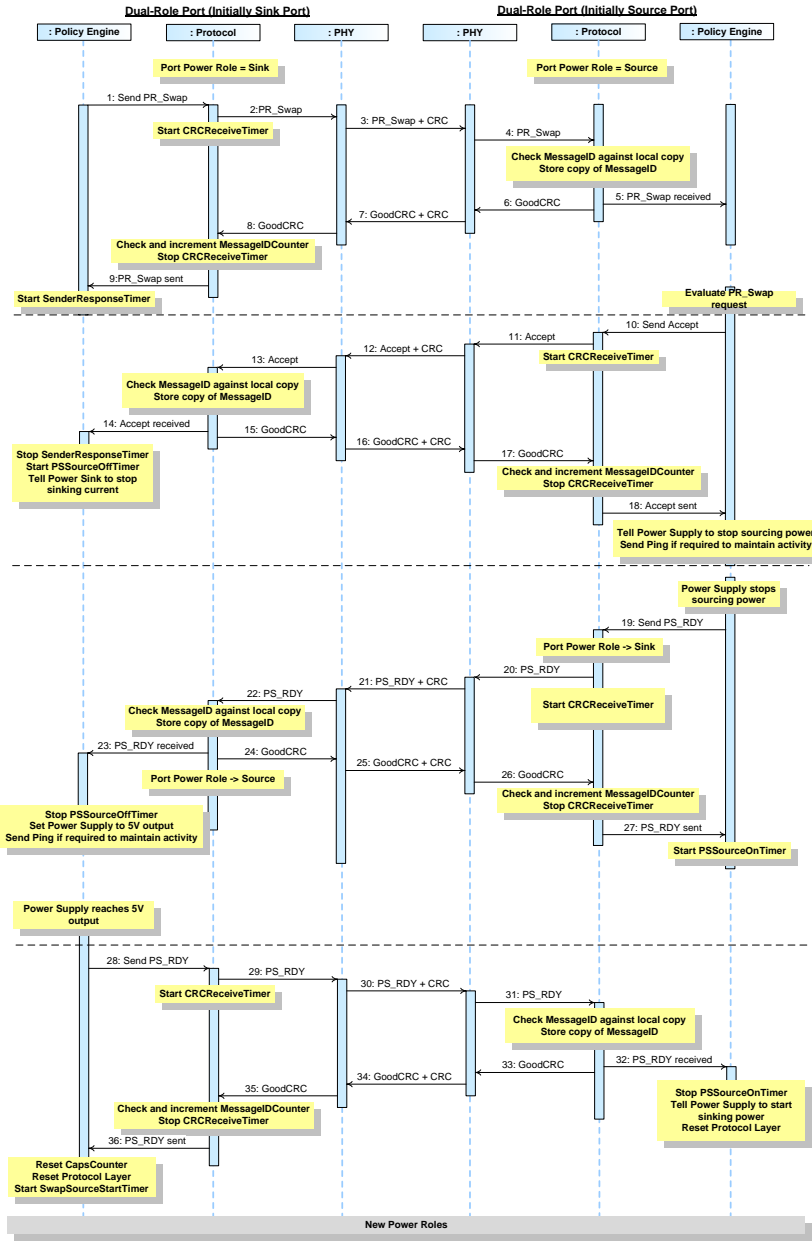 Dual-Role Port (Initially Sink Port)
Dual-Role Port (Initially Source Port)
: Policy Engine
: Protocol
: PHY
: PHY
: Protocol
: Policy Engine
Port Power Role = Sink
Port Power Role = Source
1: Send PR_Swap
2:PR_Swap
Start CRCReceiveTimer
3: PR_Swap + CRC
4: PR_Swap
Check MessageID against local copy
Store copy of MessageID
5: PR_Swap received
6: GoodCRC
7: GoodCRC + CRC
8: GoodCRC
Check and increment MessageIDCounter
Stop CRCReceiveTimer
9:PR_Swap sent
Start SenderResponseTimer
Evaluate PR_Swap
request
10: Send Accept
11: Accept
Start CRCReceiveTimer
12: Accept + CRC
13: Accept
Check MessageID against local copy
Store copy of MessageID
14: Accept received
15: GoodCRC
16: GoodCRC + CRC
17: GoodCRC
Stop SenderResponseTimer
Start PSSourceOffTimer
Tell Power Sink to stop
sinking current
Check and increment MessageIDCounter
Stop CRCReceiveTimer
18: Accept sent
Tell Power Supply to stop sourcing power
Send Ping if required to maintain activity
Power Supply stops
sourcing power
19: Send PS_RDY
Port Power Role -> Sink
20: PS_RDY
Start CRCReceiveTimer
21: PS_RDY + CRC
22: PS_RDY
Check MessageID against local copy
Store copy of MessageID
23: PS_RDY received
24: GoodCRC
25: GoodCRC + CRC
Port Power Role -> Source
26: GoodCRC
Check and increment MessageIDCounter
Stop CRCReceiveTimer
Stop PSSourceOffTimer
Set Power Supply to 5V output
Send Ping if required to maintain activity
27: PS_RDY sent
Start PSSourceOnTimer
Power Supply reaches 5V
output
28: Send PS_RDY
29: PS_RDY
Start CRCReceiveTimer
30: PS_RDY + CRC
31: PS_RDY
Check MessageID against local copy
Store copy of MessageID
32: PS_RDY received
33: GoodCRC
34: GoodCRC + CRC
35: GoodCRC
Stop PSSourceOnTimer
Tell Power Supply to start
sinking power
Reset Protocol Layer
Check and increment MessageIDCounter
Stop CRCReceiveTimer
36: PS_RDY sent
Reset CapsCounter
Reset Protocol Layer
Start SwapSourceStartTimer
New Power Roles